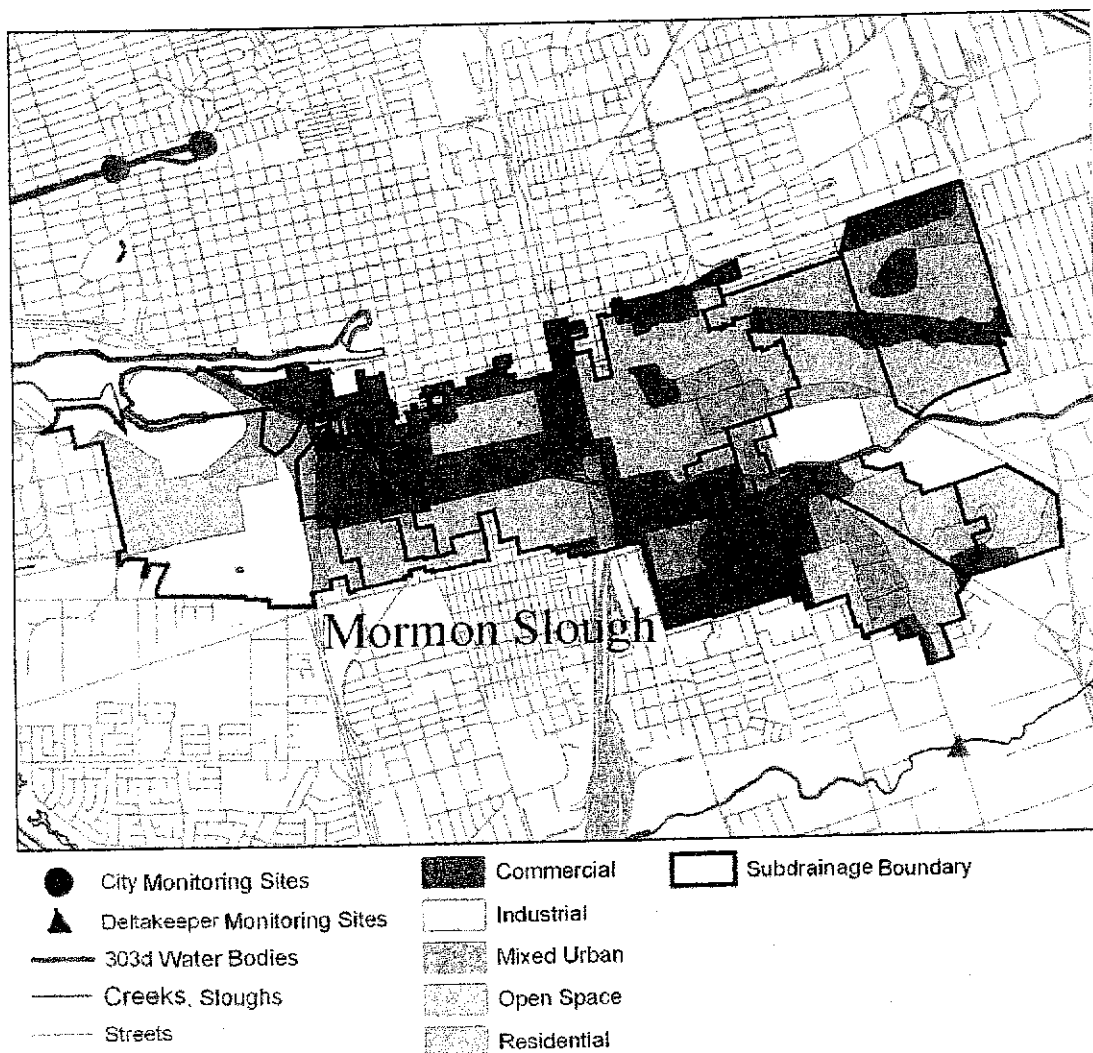 Mormon Slough
City Monitoring Sites
Deltakeeper Monitoring Sites
303d Water Bodies
Creeks, Sloughs
Streets
Commercial
Industrial
Mixed Urban
Open Space
Residential
Subdrainage Boundary